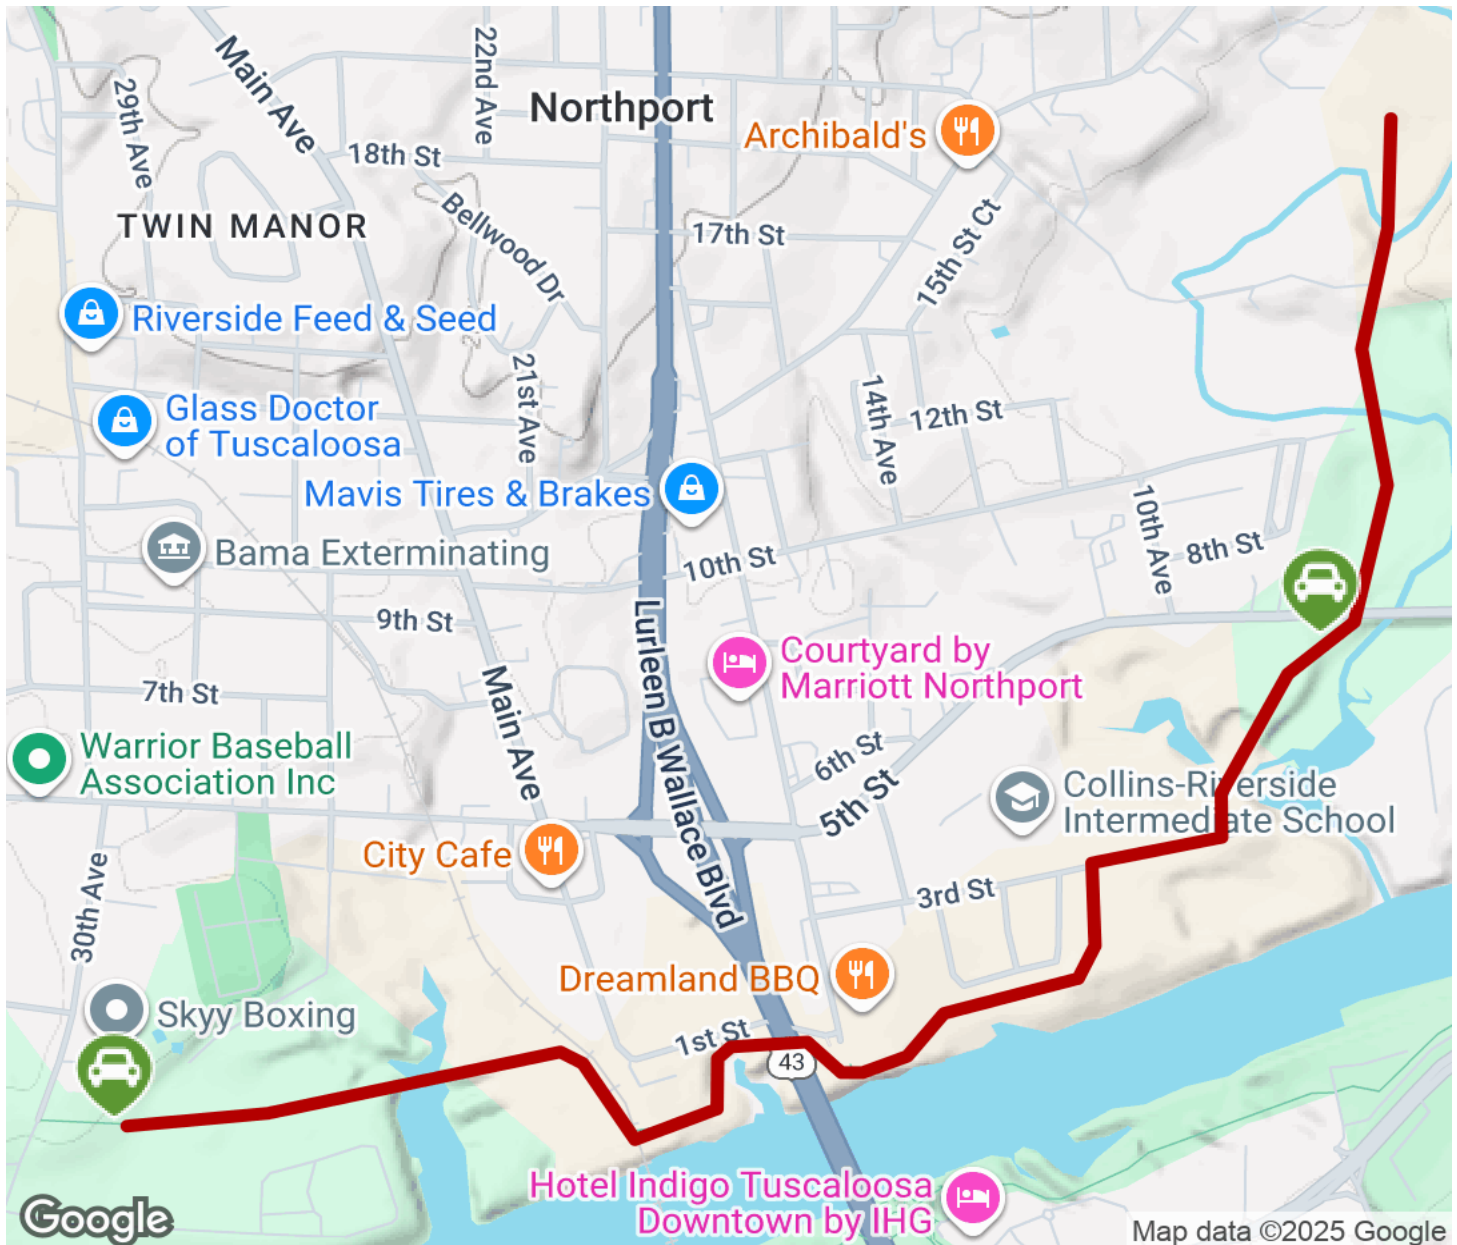 22nd Ave
Main Ave
29th Ave
Northport
Archibald's
18th St
Bellwood Dr
TWIN MANOR
17th St
15th St Ct
Riverside Feed & Seed
21st Ave
14th Ave
12th St
Glass Doctor
of Tuscaloosa
Mavis Tires & Brakes
10th Ave
Bama Exterminating
10th St
8th St
9th St
Lurleen B Wallace Blvd
Courtyard by
Marriott Northport
7th St
Main Ave
Warrior Baseball
Association Inc
6th St
5th St
Collins-Riverside
Intermediate School
City Cafe
30th Ave
3rd St
Dreamland BBQ
Skyy Boxing
1st St
43
Hotel Indigo Tuscaloosa
Downtown by IHG
Google
Map data ©2025 Google